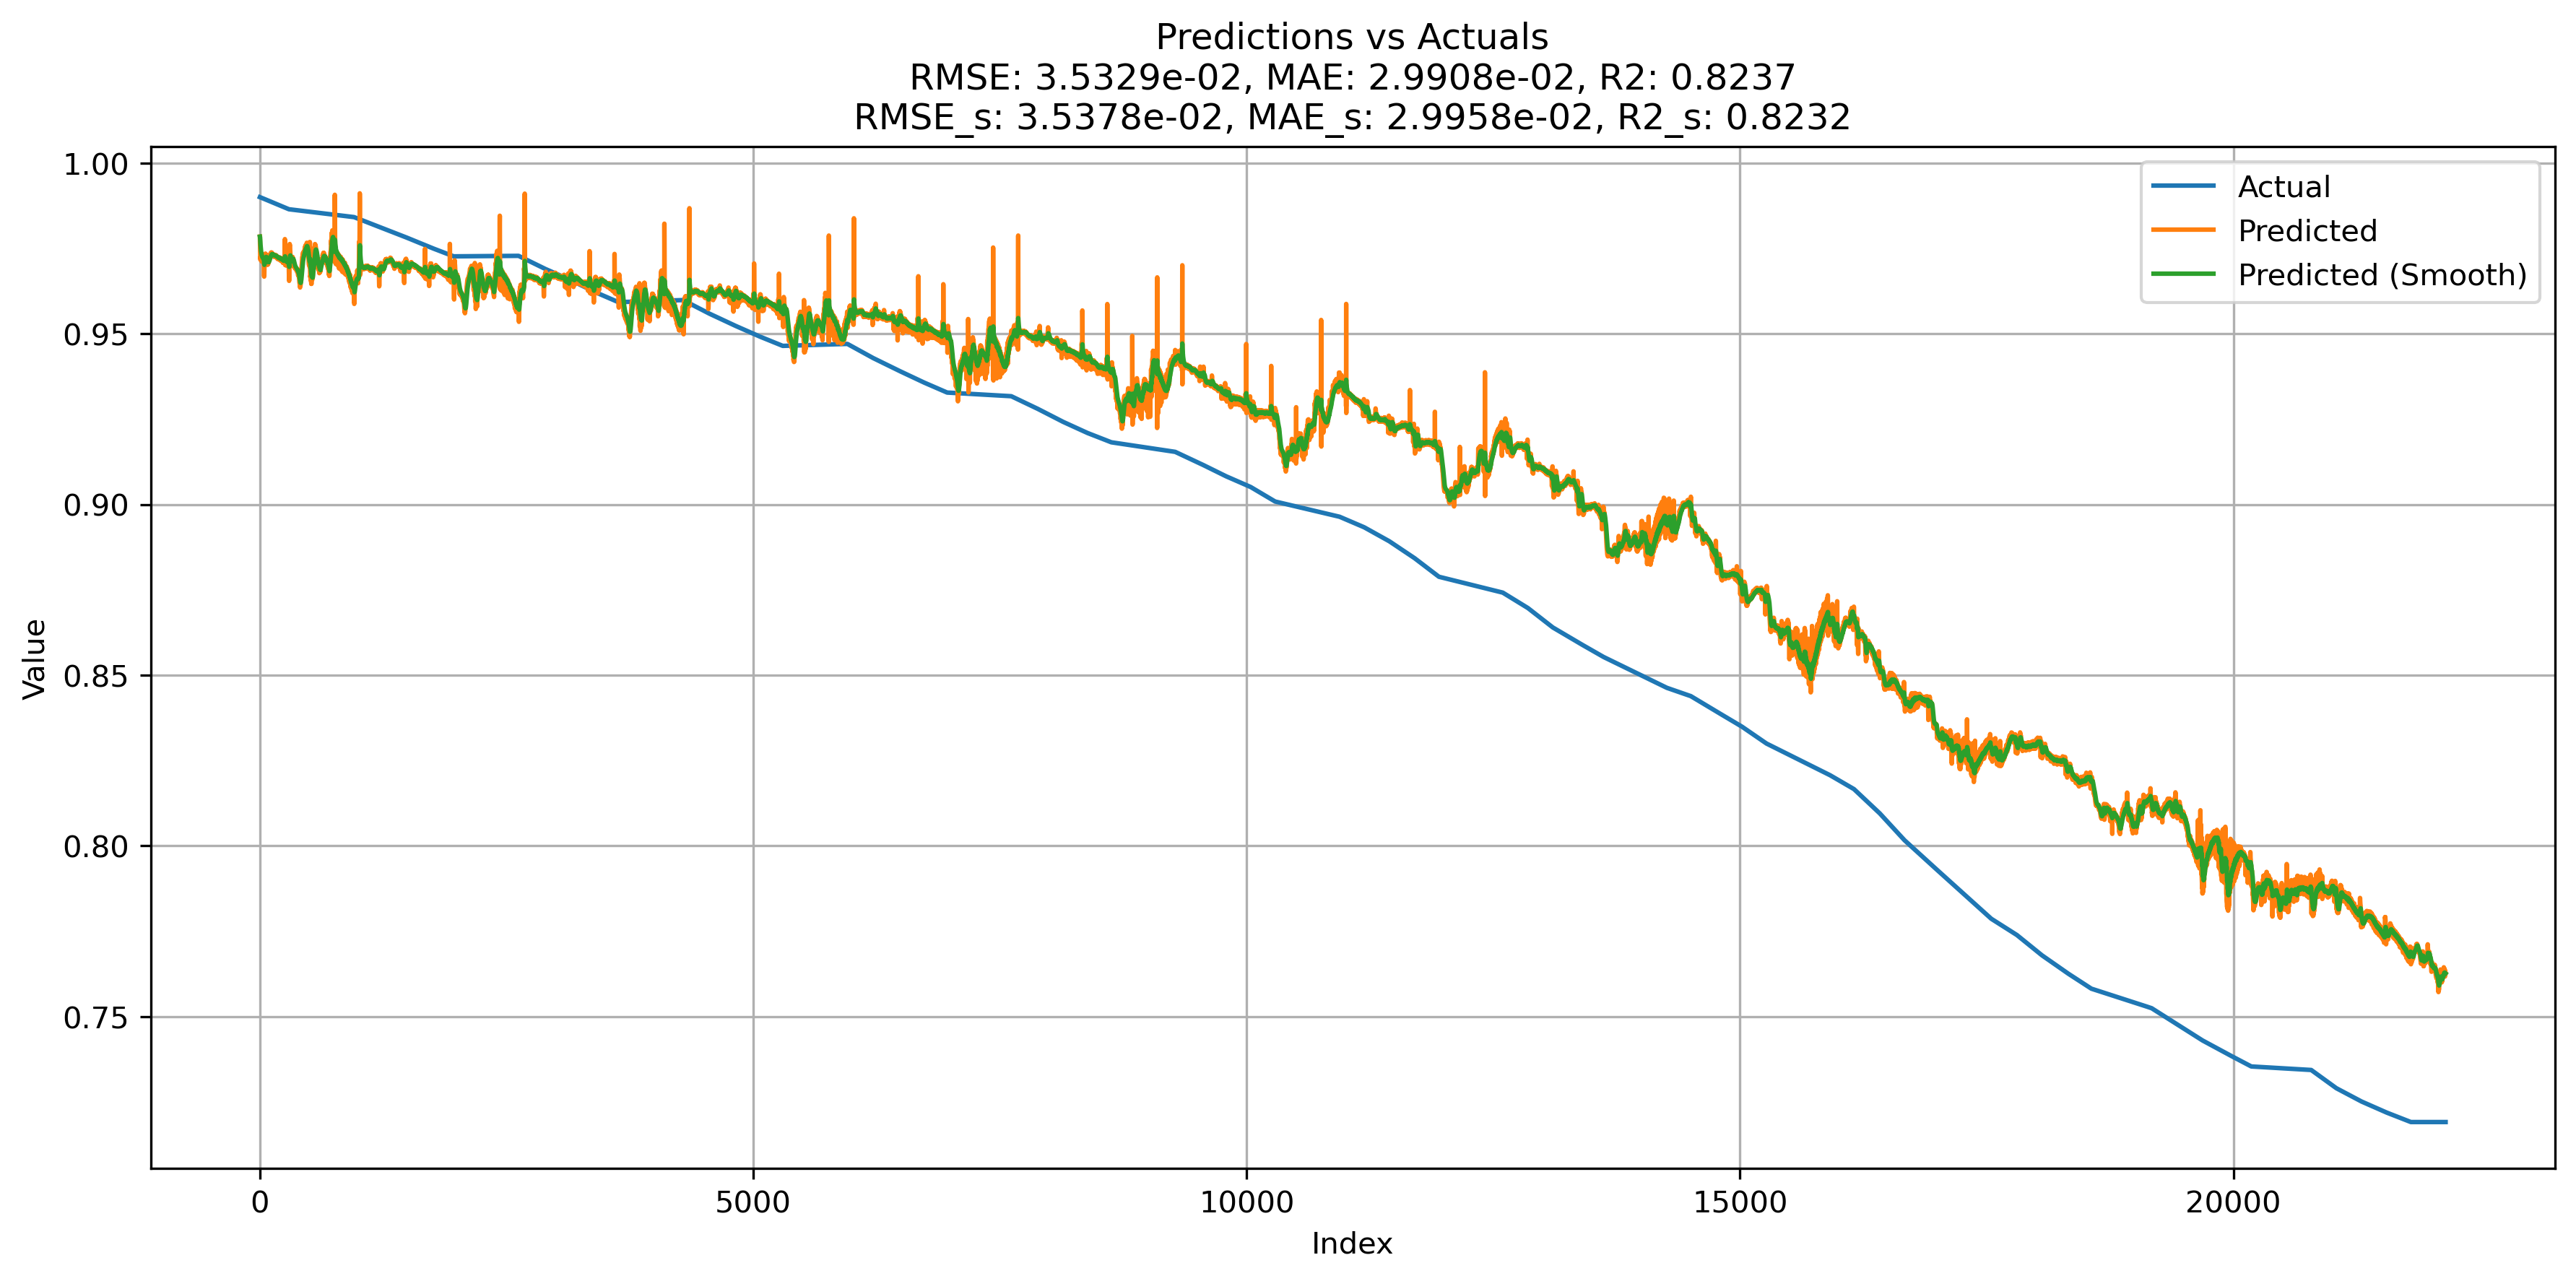 Predictions vs Actuals
RMSE: 3.5329e-02, MAE: 2.9908e-02, R2: 0.8237
RMSE_s: 3.5378e-02, MAE_s: 2.9958e-02, R2_s: 0.8232
Actual
Predicted
Predicted (Smooth)
Value
1.00
0.95
0.90
0.85
0.80
0.75
0
5000
10000
15000
20000
Index